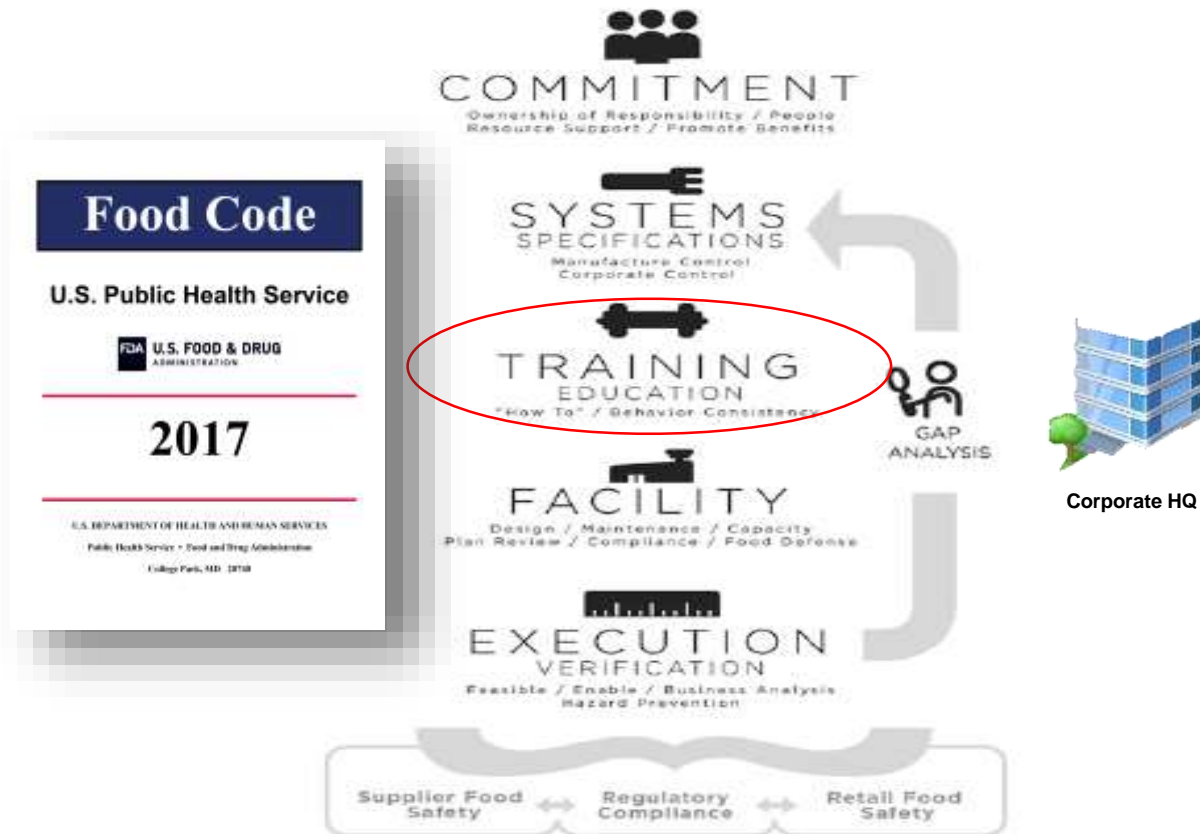 COMMITMENT
Ownership of Responsibility / People
Resource Support / Promote Benefits
Food Code
U.S. Public Health Service
FDA U.S. FOOD & DRUG
ADMINISTRATION
2017
U.S. DEPARTMENT OF HEALTH AND HUMAN SERVICES
Public Health Service • Food and Drug Administration
College Park, MD 20740
SYSTEMS
SPECIFICATIONS
Manufacture Control
Corporate Control
TRAINING
EDUCATION
"How To" / Behavior Consistency
GAP
ANALYSIS
Corporate HQ
FACILITY
Design / Maintenance / Capacity
Plan Review / Compliance / Food Defense
EXECUTION
VERIFICATION
Feasible / Enable / Business Analysis
Hazard Prevention
Supplier Food
Safety
Regulatory
Compliance
Retail Food
Safety